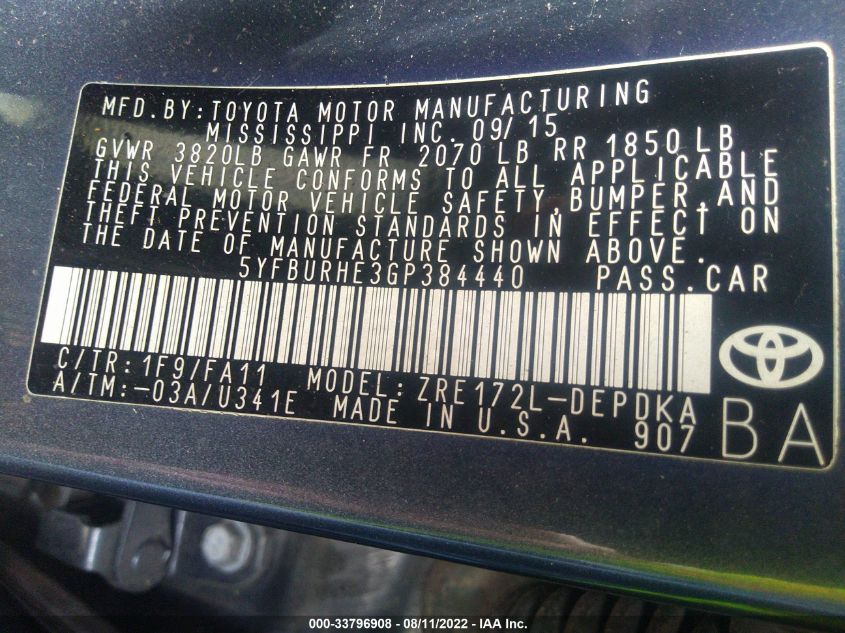 MFD.BY:TOYOTA MOTOR MANUFACTURING
MISSISSIPPI INC. 09/15
GVWR 3820LB GAWR FR 2070 LB RR 1850 LB
THIS VEHICLE CONFORMS TO ALL APPLICABLE
FEDERAL MOTOR VEHICLE SAFETY,BUMPER,AND
THEFT PREVENTION STANDARDS IN EFFECT ON
THE DATE OF MANUFACTURE SHOWN ABOVE.
5YFBURHE3GP384440 PASS.CAR
C/TR:1F9/FA11 MODEL:ZRE172L-DEPDKA
A/TM:-03A/U341E MADE IN U.S.A. 907
BA
000-33796908 - 08/11/2022 - IAA Inc.